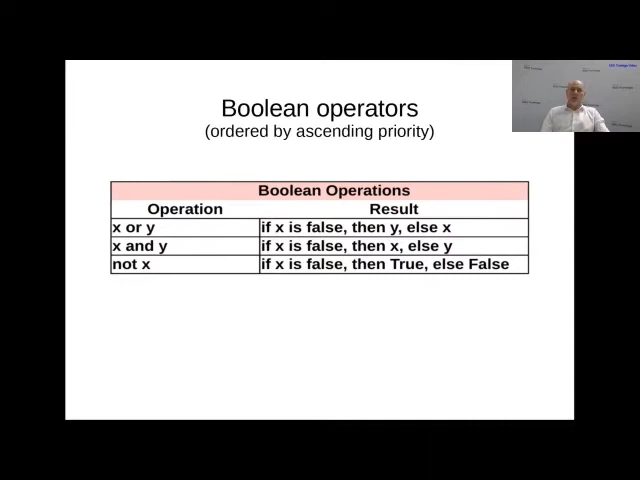 Boolean operators
(ordered by ascending priority)
Boolean Operations
Operation Result
x or y if x is false, then y, else x
x and y if x is false, then x, else y
not x if x is false, then True, else False